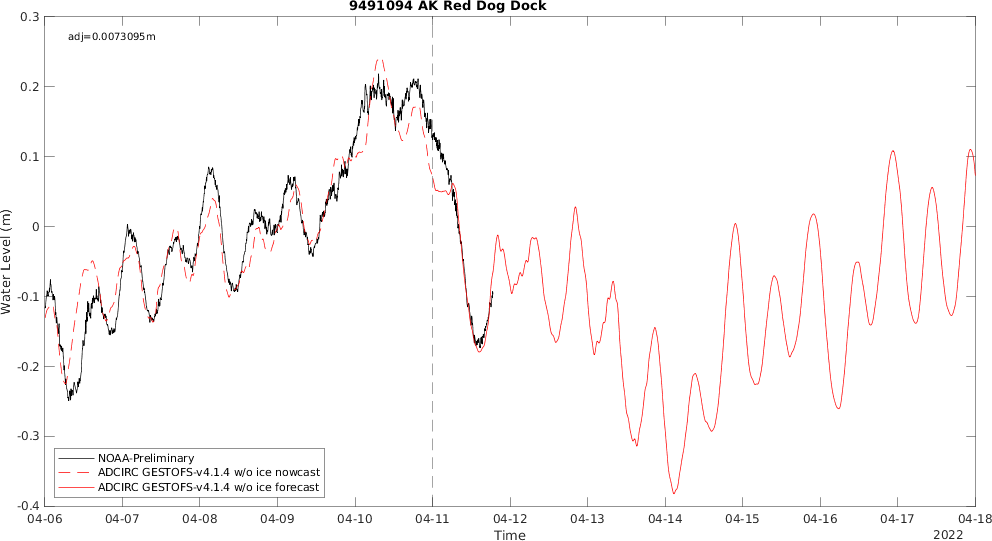 9491094 AK Red Dog Dock
adj=0.0073095m
0.3
0.2
0.1
0
-0.1
-0.2
-0.3
-0.4
Water Level (m)
NOAA-Preliminary
ADCIRC GESTOFS-v4.1.4 w/o ice nowcast
ADCIRC GESTOFS-v4.1.4 w/o ice forecast
04-06 04-07 04-08 04-09 04-10 04-11 04-12 04-13 04-14 04-15 04-16 04-17 04-18
Time
2022